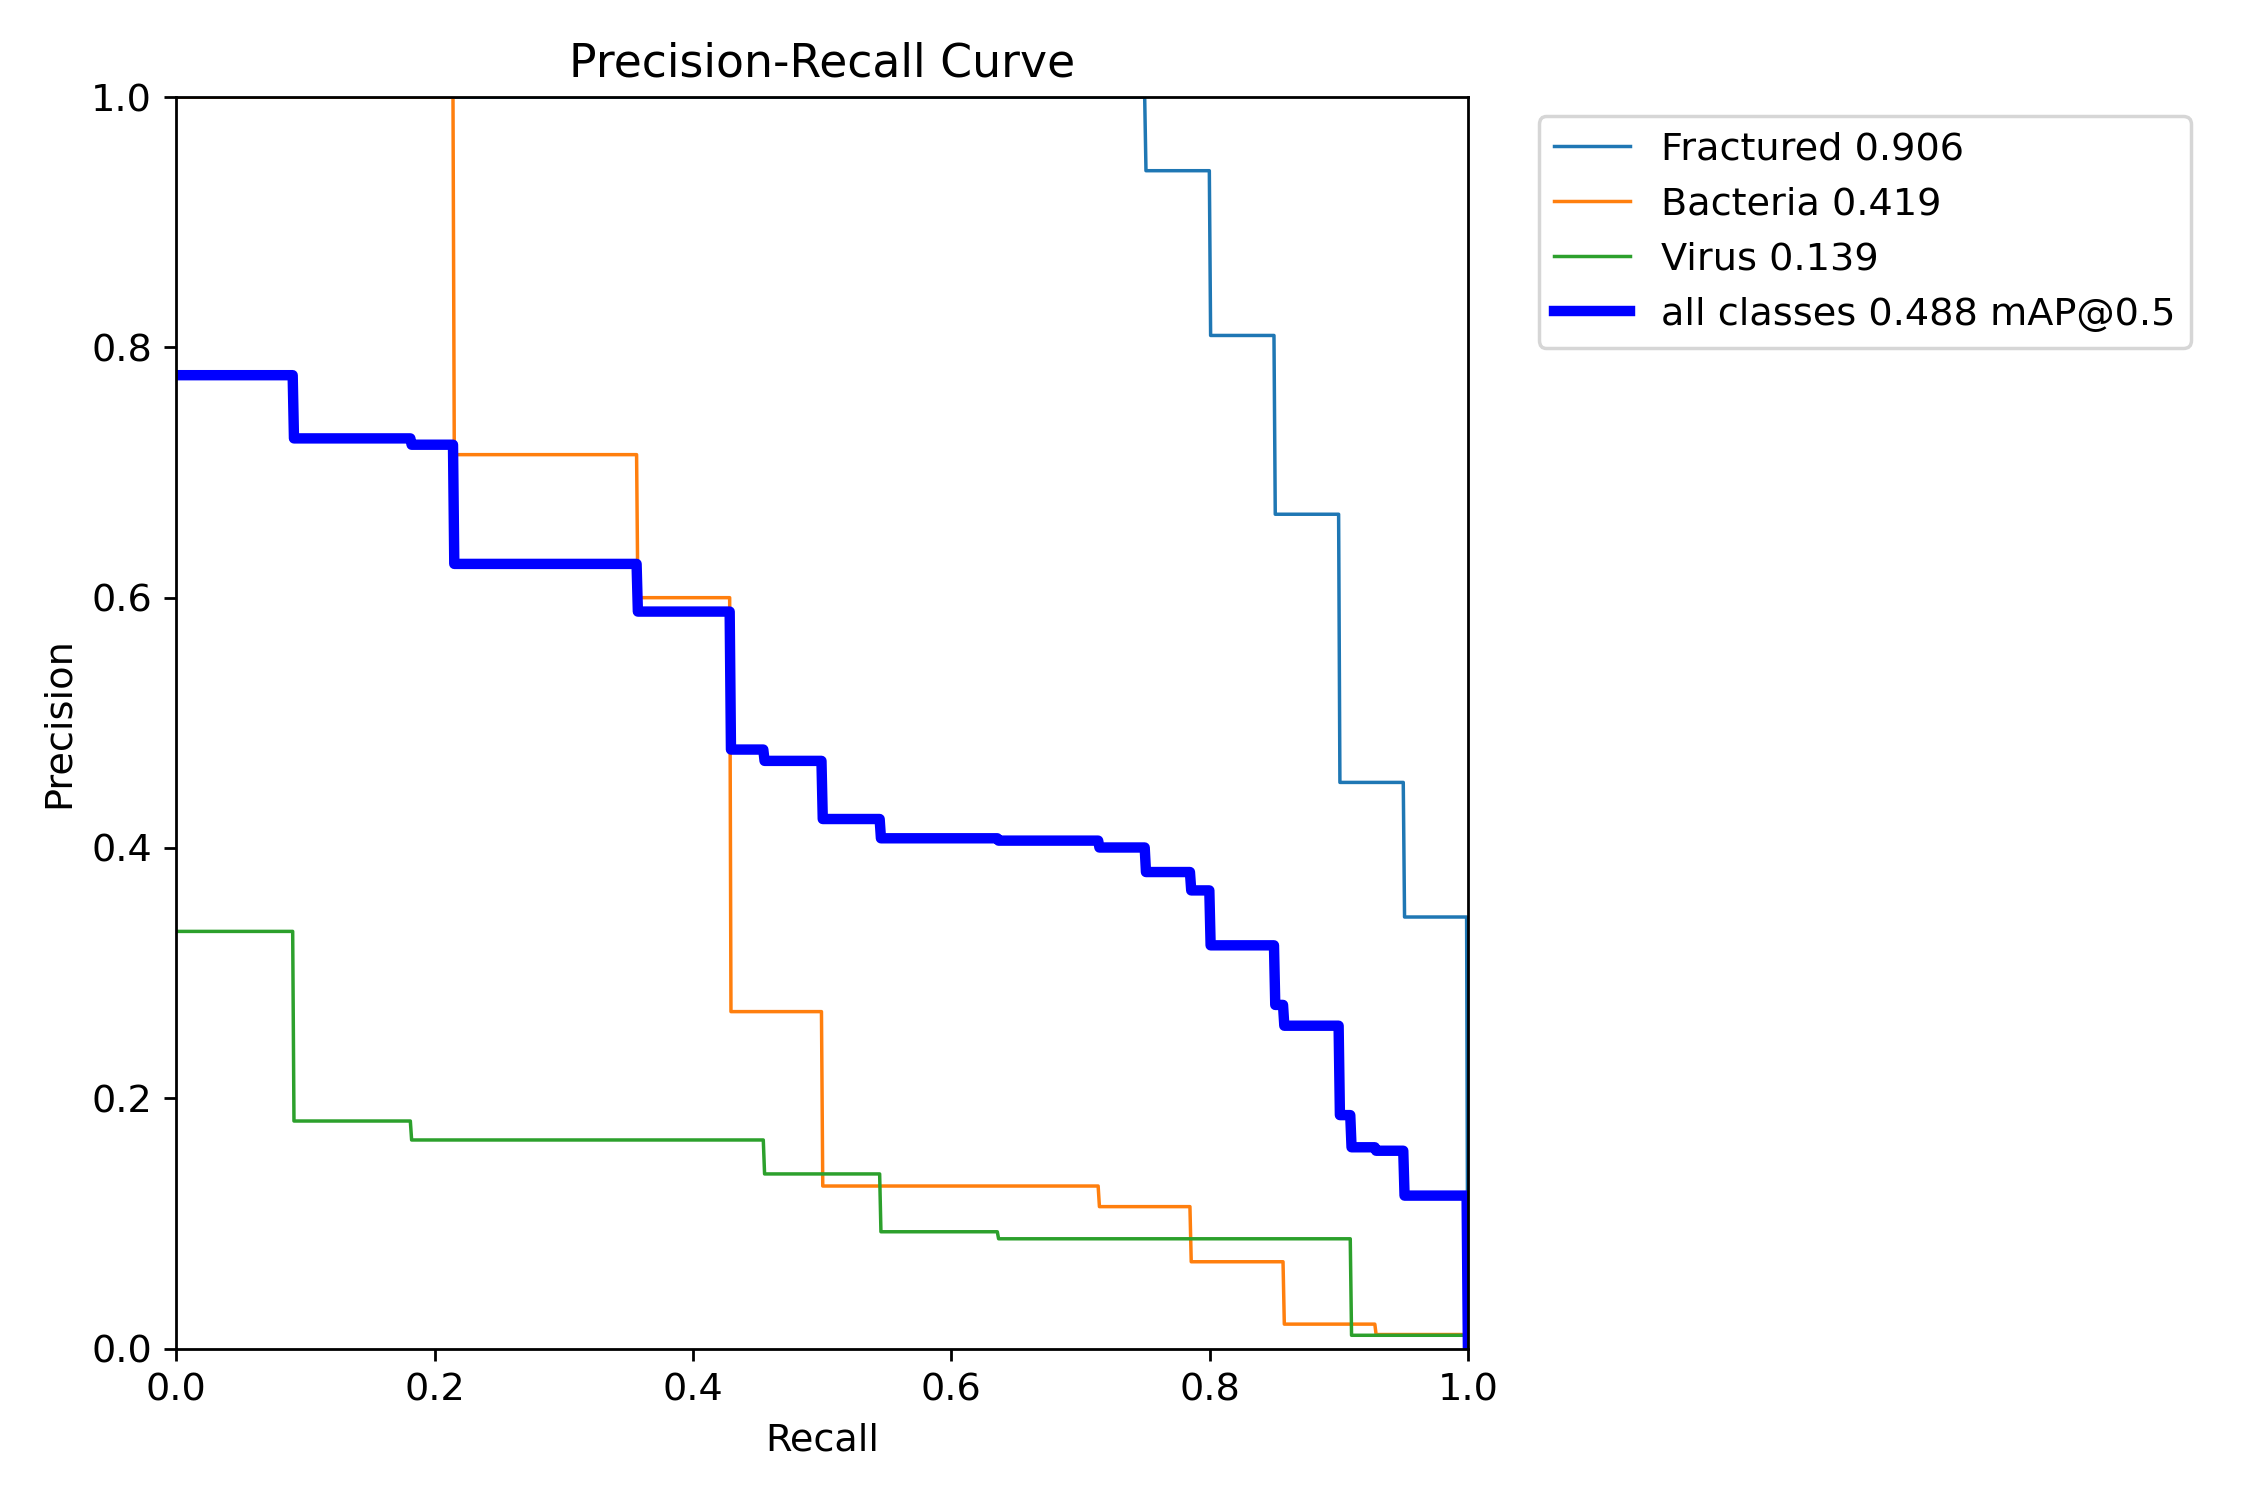 Precision-Recall Curve
1.0
0.8
0.6
0.4
0.2
0.0
Precision
0.0 0.2 0.4 0.6 0.8 1.0
Recall
Fractured 0.906
Bacteria 0.419
Virus 0.139
all classes 0.488 mAP@0.5